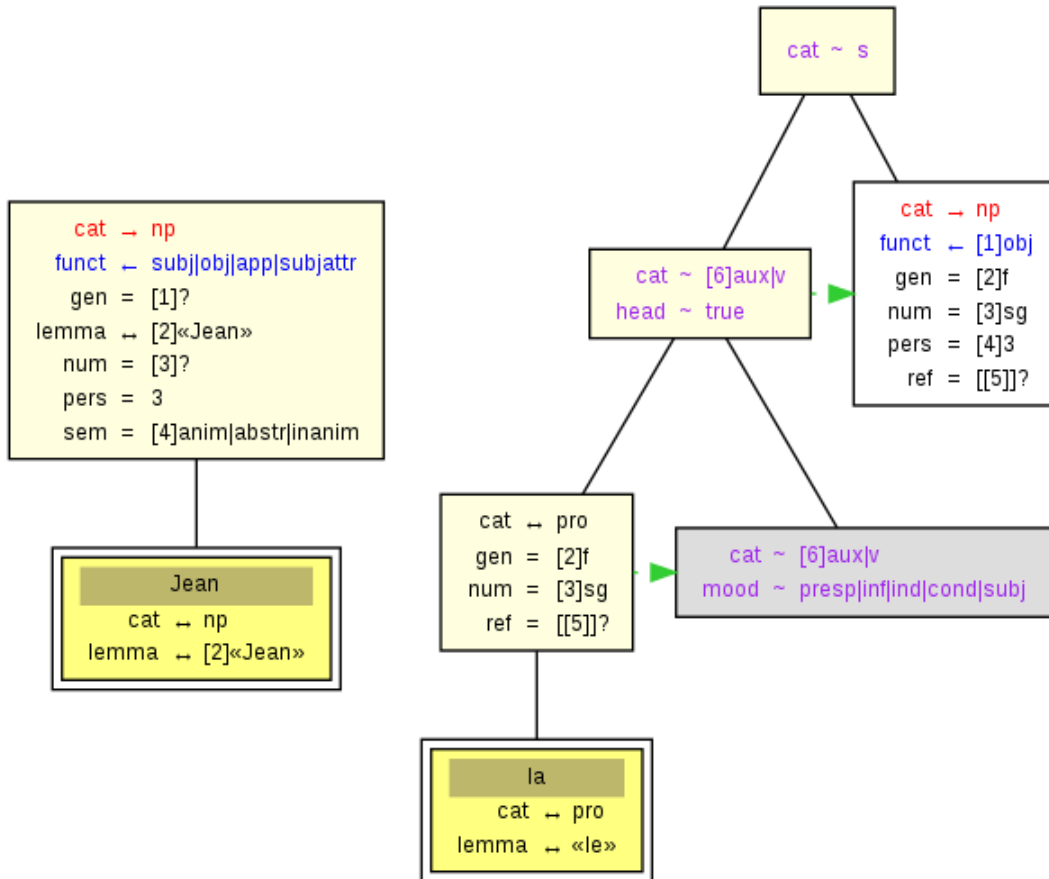 cat ~ s
cat → np
funct ← subj|obj|app|subjattr
gen = [1]?
lemma ↔ [2]«Jean»
num = [3]?
pers = 3
sem = [4]anim|abstr|inanim
Jean
cat ↔ np
lemma ↔ [2]«Jean»
cat ~ [6]aux|v
head ~ true
cat → np
funct ← [1]obj
gen = [2]f
num = [3]sg
pers = [4]3
ref = [[5]]?
cat ↔ pro
gen = [2]f
num = [3]sg
ref = [[5]]?
cat ~ [6]aux|v
mood ~ presp|inf|ind|cond|subj
la
cat ↔ pro
lemma ↔ «le»